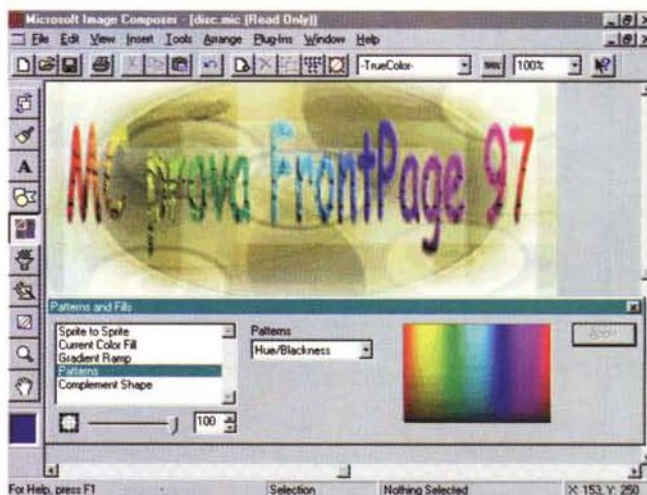 Microsoft Image Composer - [disc.mic (Read Only)]
File Edit View Insert Tools Arrange Plug-Ins Window Help
-TrueColor- 100%
A
MC prova FrontPage 97
Patterns and Fills
Sprite to Sprite
Current Color Fill
Gradient Ramp
Patterns
Complement Shape
Patterns
Hue/Blackness
Apply
100
For Help, press F1 Selection Nothing Selected X: 153, Y: 250